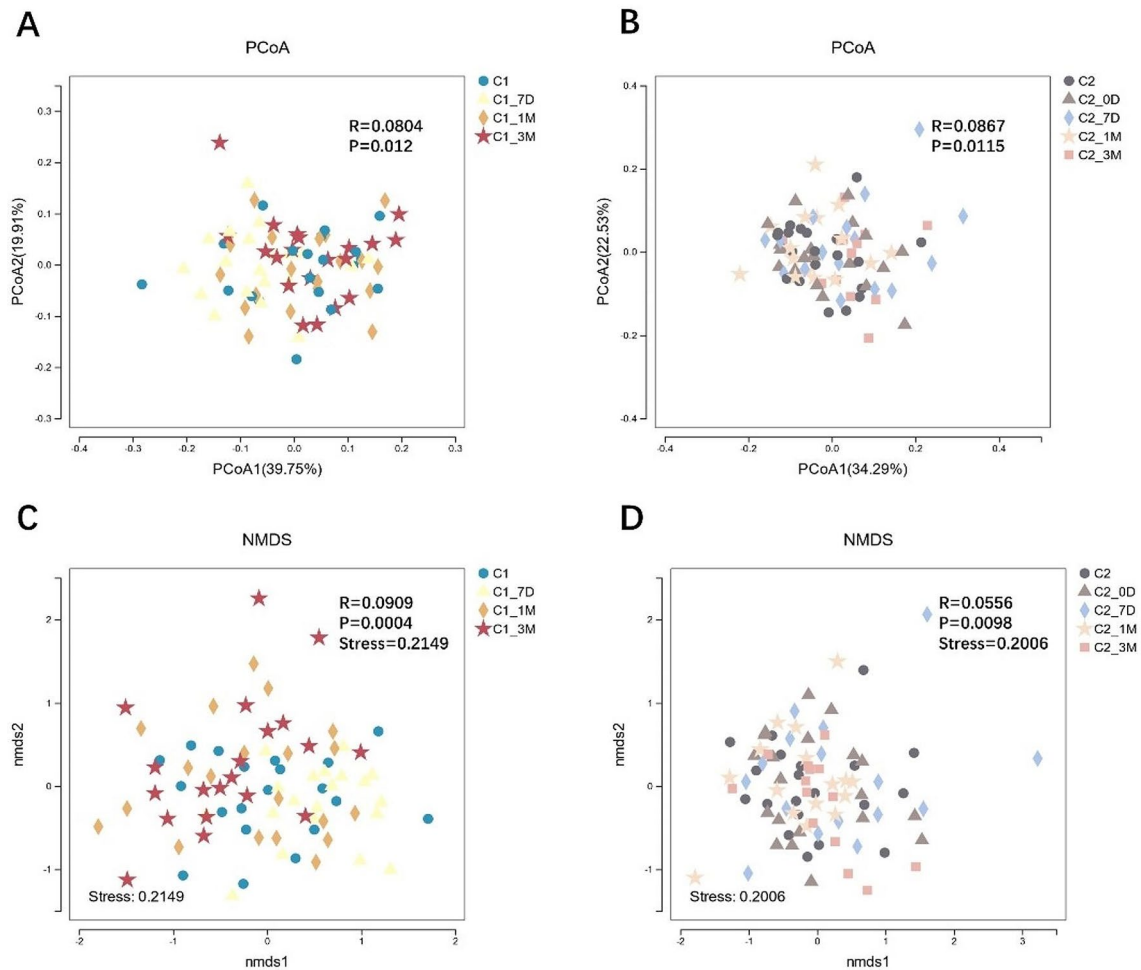 A
PCoA
C1
C1_7D
C1_1M
C1_3M
R=0.0804
P=0.012
0.3
0.2
0.1
0.0
-0.1
-0.2
-0.3
PCoA2(19.91%)
-0.4
-0.3
-0.2
-0.1
0.0
0.1
0.2
0.3
PCoA1(39.75%)
B
PCoA
C2
C2_0D
C2_7D
C2_1M
C2_3M
R=0.0867
P=0.0115
0.4
0.2
0.0
-0.2
-0.4
PCoA2(22.53%)
-0.4
-0.2
0.0
0.2
0.4
PCoA1(34.29%)
C
NMDS
C1
C1_7D
C1_1M
C1_3M
R=0.0909
P=0.0004
Stress=0.2149
2
1
0
-1
nmds2
Stress: 0.2149
-2
-1
0
1
2
nmds1
D
NMDS
C2
C2_0D
C2_7D
C2_1M
C2_3M
R=0.0556
P=0.0098
Stress=0.2006
2
1
0
-1
nmds2
Stress: 0.2006
-2
-1
0
1
2
3
nmds1